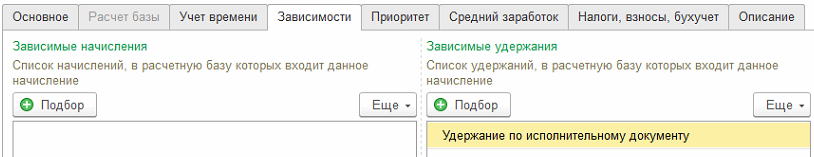 Основное Расчет базы Учет времени Зависимости Приоритет Средний заработок Налоги, взносы, бухучет Описание
Зависимые начисления
Список начислений, в расчетную базу которых входит данное
начисление
Подбор Еще
Зависимые удержания
Список удержаний, в расчетную базу которых входит данное
начисление
Подбор Еще
Удержание по исполнительному документу